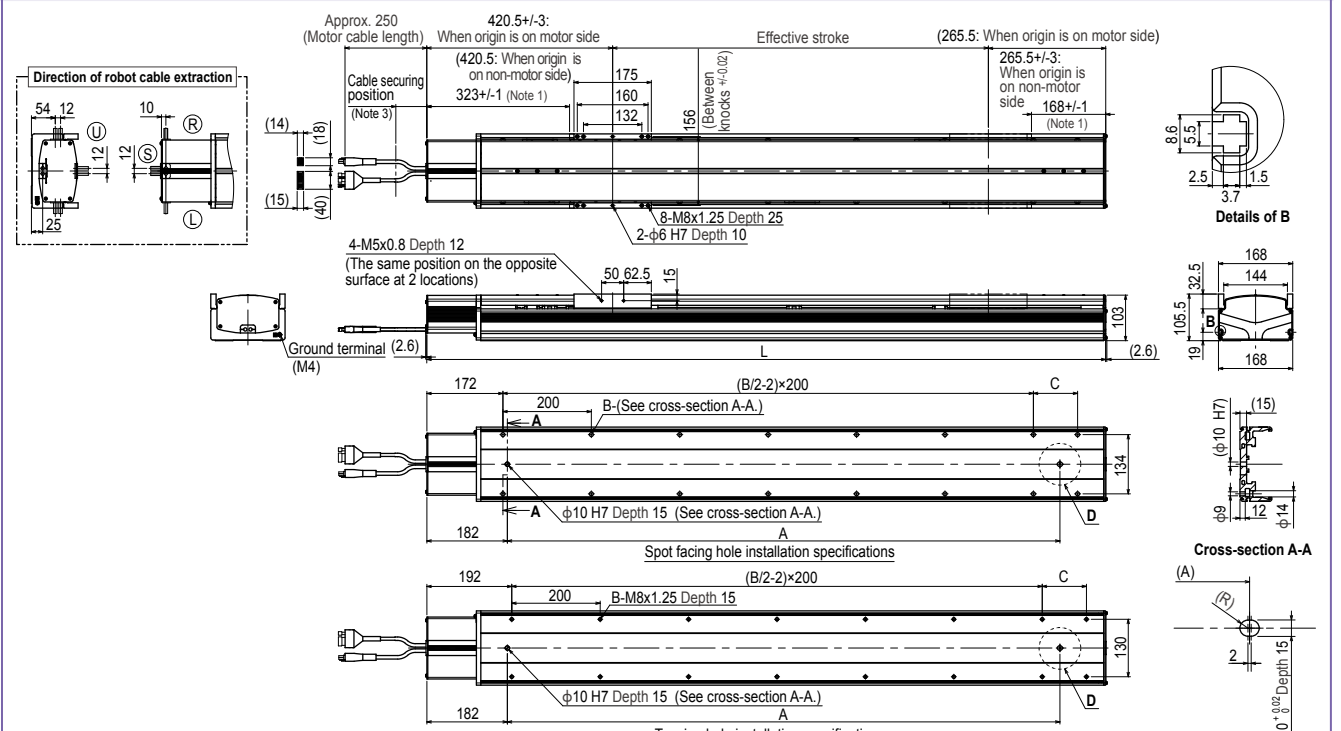 Approx. 250
(Motor cable length)
420.5+/-3:
When origin is on motor side
Effective stroke
(265.5: When origin is on motor side)
Direction of robot cable extraction
54
12
10
U
R
S
12
12
L
25
Cable securing
position
(Note 3)
(420.5: When origin is
on non-motor side)
323+/-1 (Note 1)
175
160
132
156
(Between
knocks +/-0.02)
265.5+/-3:
When origin is
on non-motor
side
168+/-1
(Note 1)
(14)
(18)
(15)
(40)
8-M8x1.25 Depth 25
2-φ6 H7 Depth 10
8.6
5.5
2.5
1.5
3.7
Details of B
4-M5x0.8 Depth 12
(The same position on the opposite
surface at 2 locations)
50
62.5
15
103
Ground terminal
(M4)
(2.6)
L
(2.6)
168
144
32.5
105.5
B
19
168
172
(B/2-2)×200
C
200
B-(See cross-section A-A.)
A
134
A
φ10 H7 Depth 15 (See cross-section A-A.)
D
182
A
Spot facing hole installation specifications
(15)
(φ10 H7)
φ9
12
φ14
Cross-section A-A
192
(B/2-2)×200
C
200
B-M8x1.25 Depth 15
130
φ10 H7 Depth 15 (See cross-section A-A.)
D
182
A
(A)
(R)
2
0 +0.02 0 Depth 15